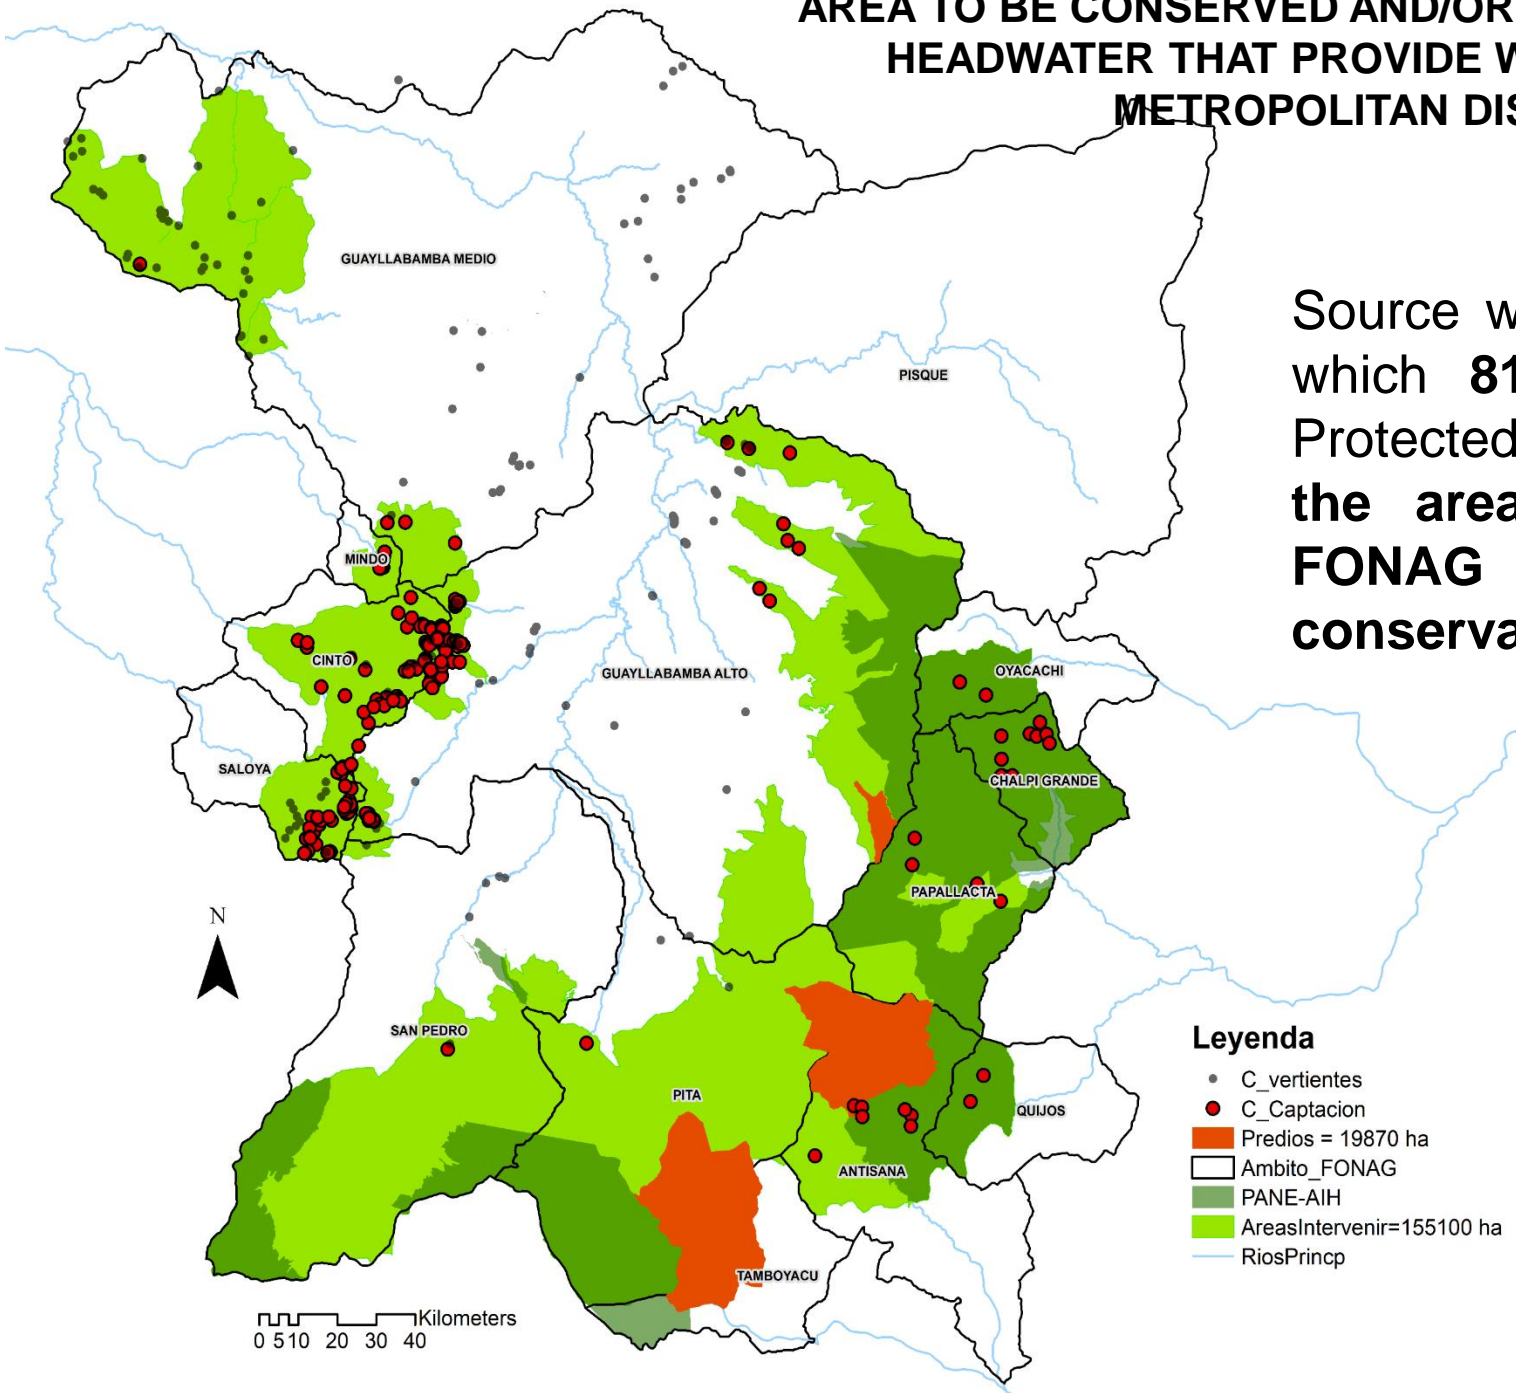 AREA TO BE CONSERVED AND/OR
HEADWATER THAT PROVIDE
METROPOLITAN
Source
which 81
Protected
the area
FONAG
GUAYLLABAMBA MEDIO
PISQUE
MINDO
CINTO
GUAYLLABAMBA ALTO
OYACACHI
SALOYA
CHALPI GRANDE
PAPALLACTA
N
SAN PEDRO
PITA
QUIJOS
ANTISANA
TAMBOYACU
Leyenda
C_vertientes
C_Captacion
Predios = 19870 ha
Ambito_FONAG
PANE-AIH
AreasIntervenir=155100 ha
RiosPrincp
Kilometers
0 5 10 20 30 40